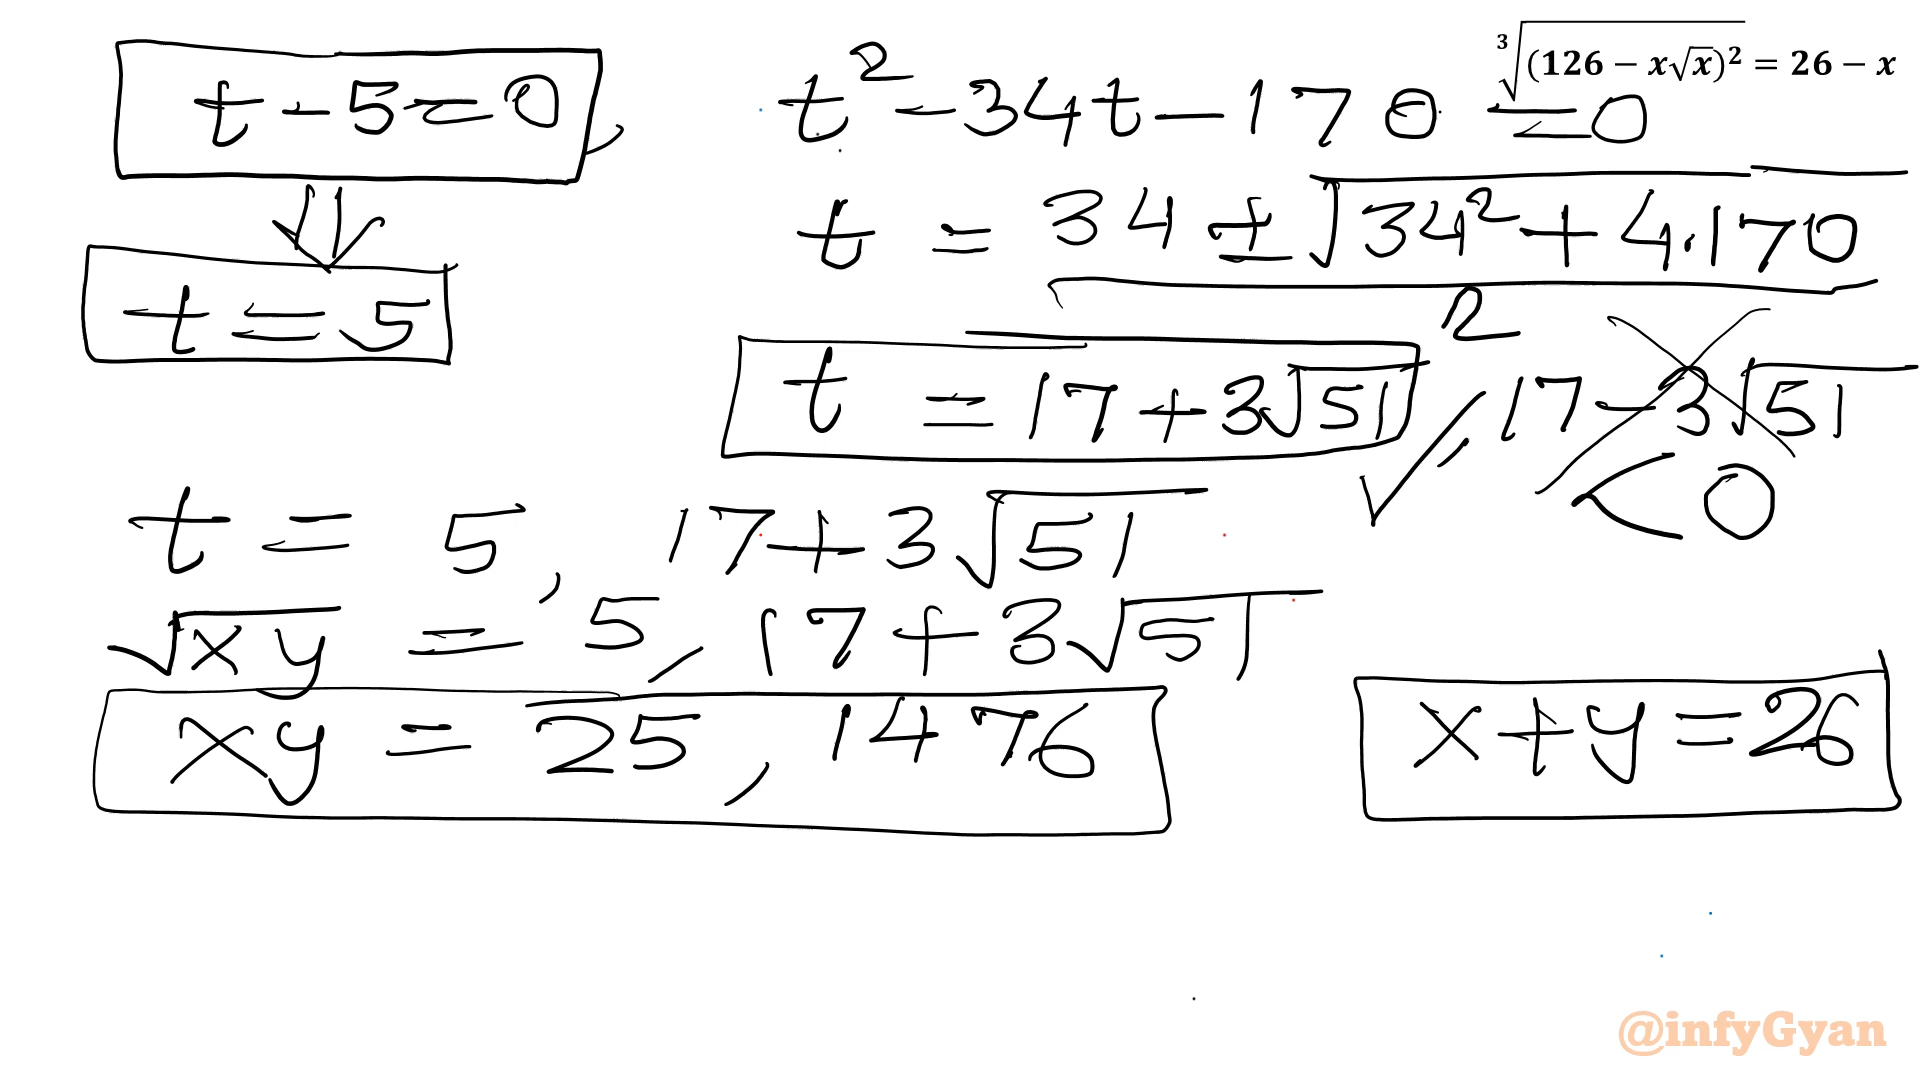 ∛((126 − x√x)²) = 26 − x
t − 5 = 0,
t = 5
t² − 34t − 170 = 0
t = (34 ± √(34² + 4.170)) / 2
t = 17 + 3√51, 17 − 3√51
< 0
t = 5, 17 + 3√51
√xy = 5, 17 + 3√51
xy = 25, 1476
x + y = 26
@infyGyan